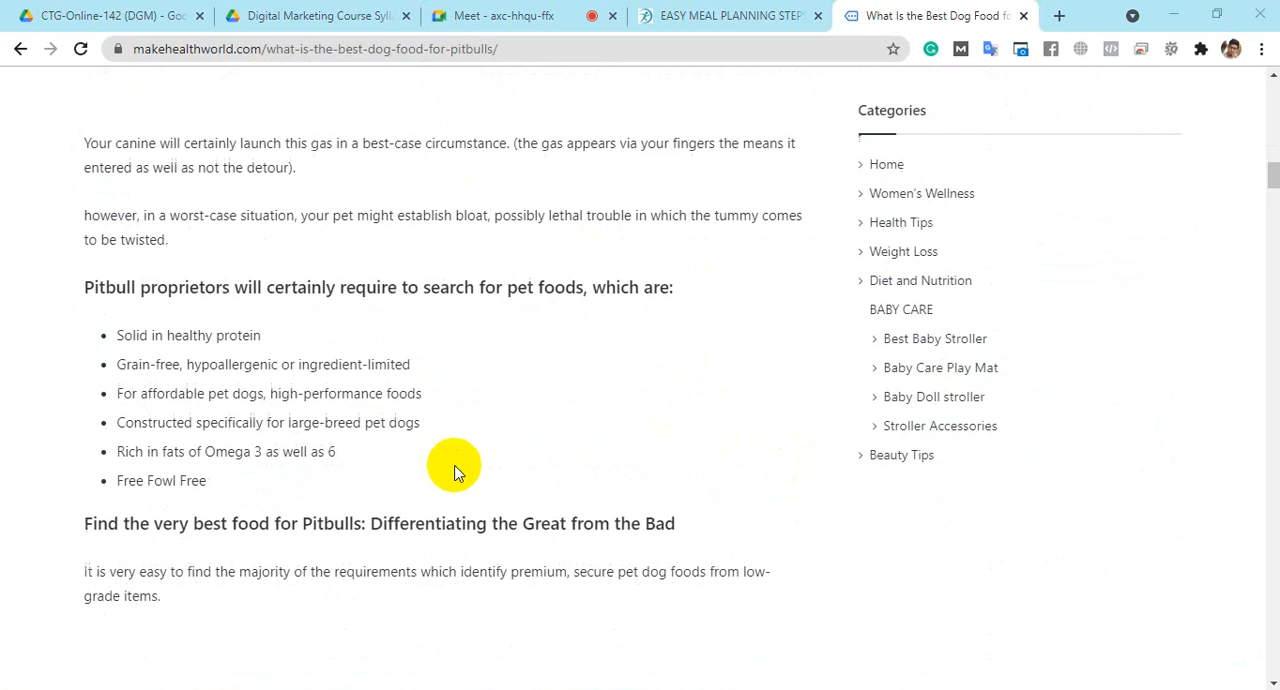 CTG-Online-142 (DGV) - Goo
Digital Marketing Course Syll
Meet - axc-hhqu-ffx
EASY MEAL PLANNING STEPS
What Is the Best Dog Food fo
makehealthworld.com/what-is-the-best-dog-food-for-pitbulls/
Your canine will certainly launch this gas in a best-case circumstance. (the gas appears via your fingers the means it
entered as well as not the detour).
however, in a worst-case situation, your pet might establish bloat, possibly lethal trouble in which the tummy comes
to be twisted.
Pitbull proprietors will certainly require to search for pet foods, which are:
Solid in healthy protein
Grain-free, hypoallergenic or ingredient-limited
For affordable pet dogs, high-performance foods
Constructed specifically for large-breed pet dogs
Rich in fats of Omega 3 as well as 6
Free Fowl Free
Find the very best food for Pitbulls: Differentiating the Great from the Bad
It is very easy to find the majority of the requirements which identify premium, secure pet dog foods from low-
grade items.
Categories
Home
Women's Wellness
Health Tips
Weight Loss
Diet and Nutrition
BABY CARE
Best Baby Stroller
Baby Care Play Mat
Baby Doll stroller
Stroller Accessories
Beauty Tips